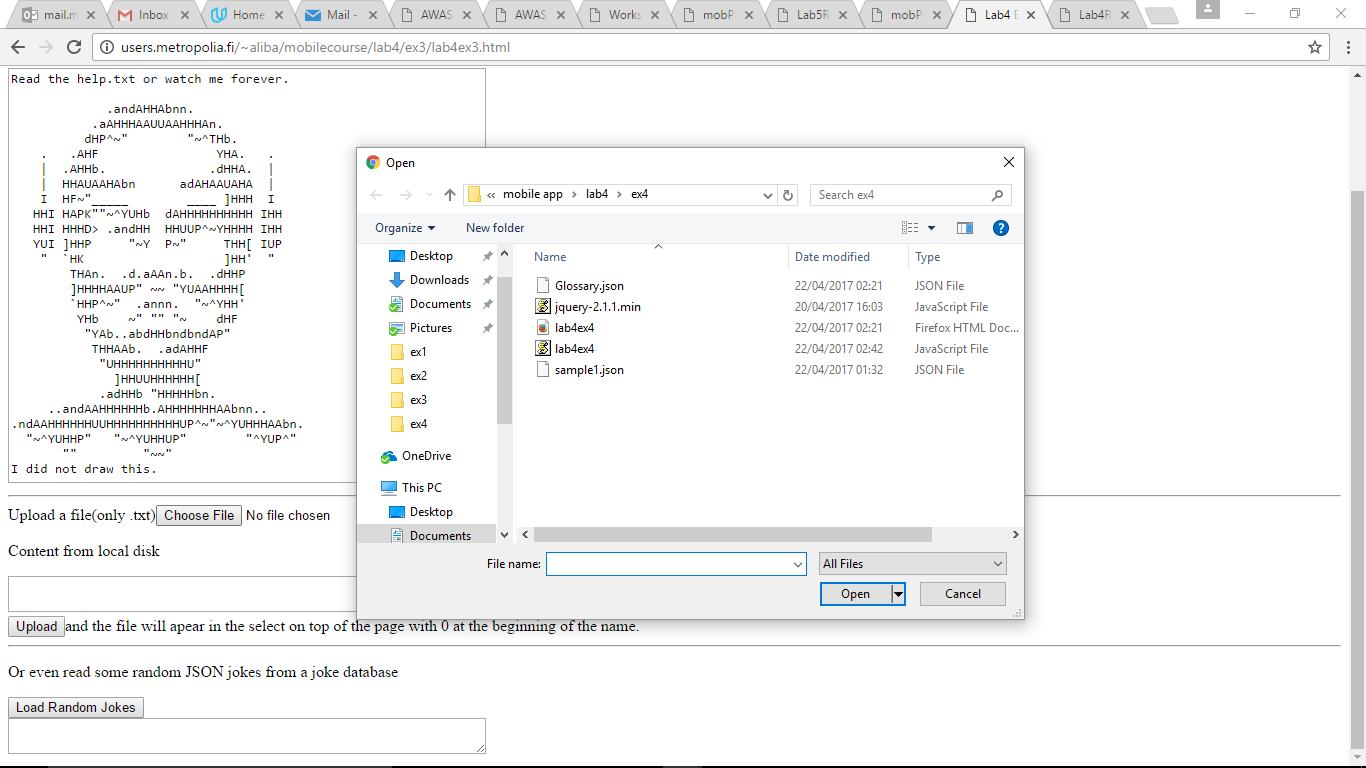 mail.m
Inbox
Home
Mail -
AWAS
AWAS
Works
mobP
Lab5R
mobP
Lab4 E
Lab4R
users.metropolia.fi/~aliba/mobilecourse/lab4/ex3/lab4ex3.html
Read the help.txt or watch me forever.
.andAHHAbnn.
.aAHHHAAUUAAHHHAn.
dHP^~"        "~^THb.
.   .AHF                YHA.   .
|  .AHHb.              .dHHA.  |
|  HHAUAAHAbn      adAHAAUAHA  |
I  HF~"_____        ____ ]HHH  I
HHI HAPK""~^YUHb  dAHHHHHHHHHH IHH
HHI HHHD> .andHH  HHUUP^~YHHHH IHH
YUI ]HHP     "~Y  P~"     THH[ IUP
"  `HK                   ]HH'  "
THAn.  .d.aAAn.b.  .dHHP
]HHHHAAUP" ~~ "YUAAHHHH[
`HHP^~"  .annn.  "~^YHH'
YHb    ~" "" "~    dHF
"YAb..abdHHbndbndAP"
THHAAb.  .adAHHF
"UHHHHHHHHHHU"
]HHUUHHHHHH[
.adHHb "HHHHHbn.
..andAAHHHHHHb.AHHHHHHHAAbnn..
.ndAAHHHHHHUUHHHHHHHHHHUP^~"~^YUHHHAAbn.
"~^YUHHP"   "~^YUHHUP"        "^YUP^"
""         "~~"
I did not draw this.
Open
« mobile app > lab4 > ex4
Search ex4
Organize
New folder
Name Date modified Type
Desktop
Downloads
Documents
Pictures
ex1
ex2
ex3
ex4
OneDrive
This PC
Desktop
Documents
Glossary.json 22/04/2017 02:21 JSON File
jquery-2.1.1.min 20/04/2017 16:03 JavaScript File
lab4ex4 22/04/2017 02:21 Firefox HTML Doc...
lab4ex4 22/04/2017 02:42 JavaScript File
sample1.json 22/04/2017 01:32 JSON File
File name:
All Files
Open
Cancel
Upload a file(only .txt) Choose File No file chosen
Content from local disk
Upload and the file will apear in the select on top of the page with 0 at the beginning of the name.
Or even read some random JSON jokes from a joke database
Load Random Jokes